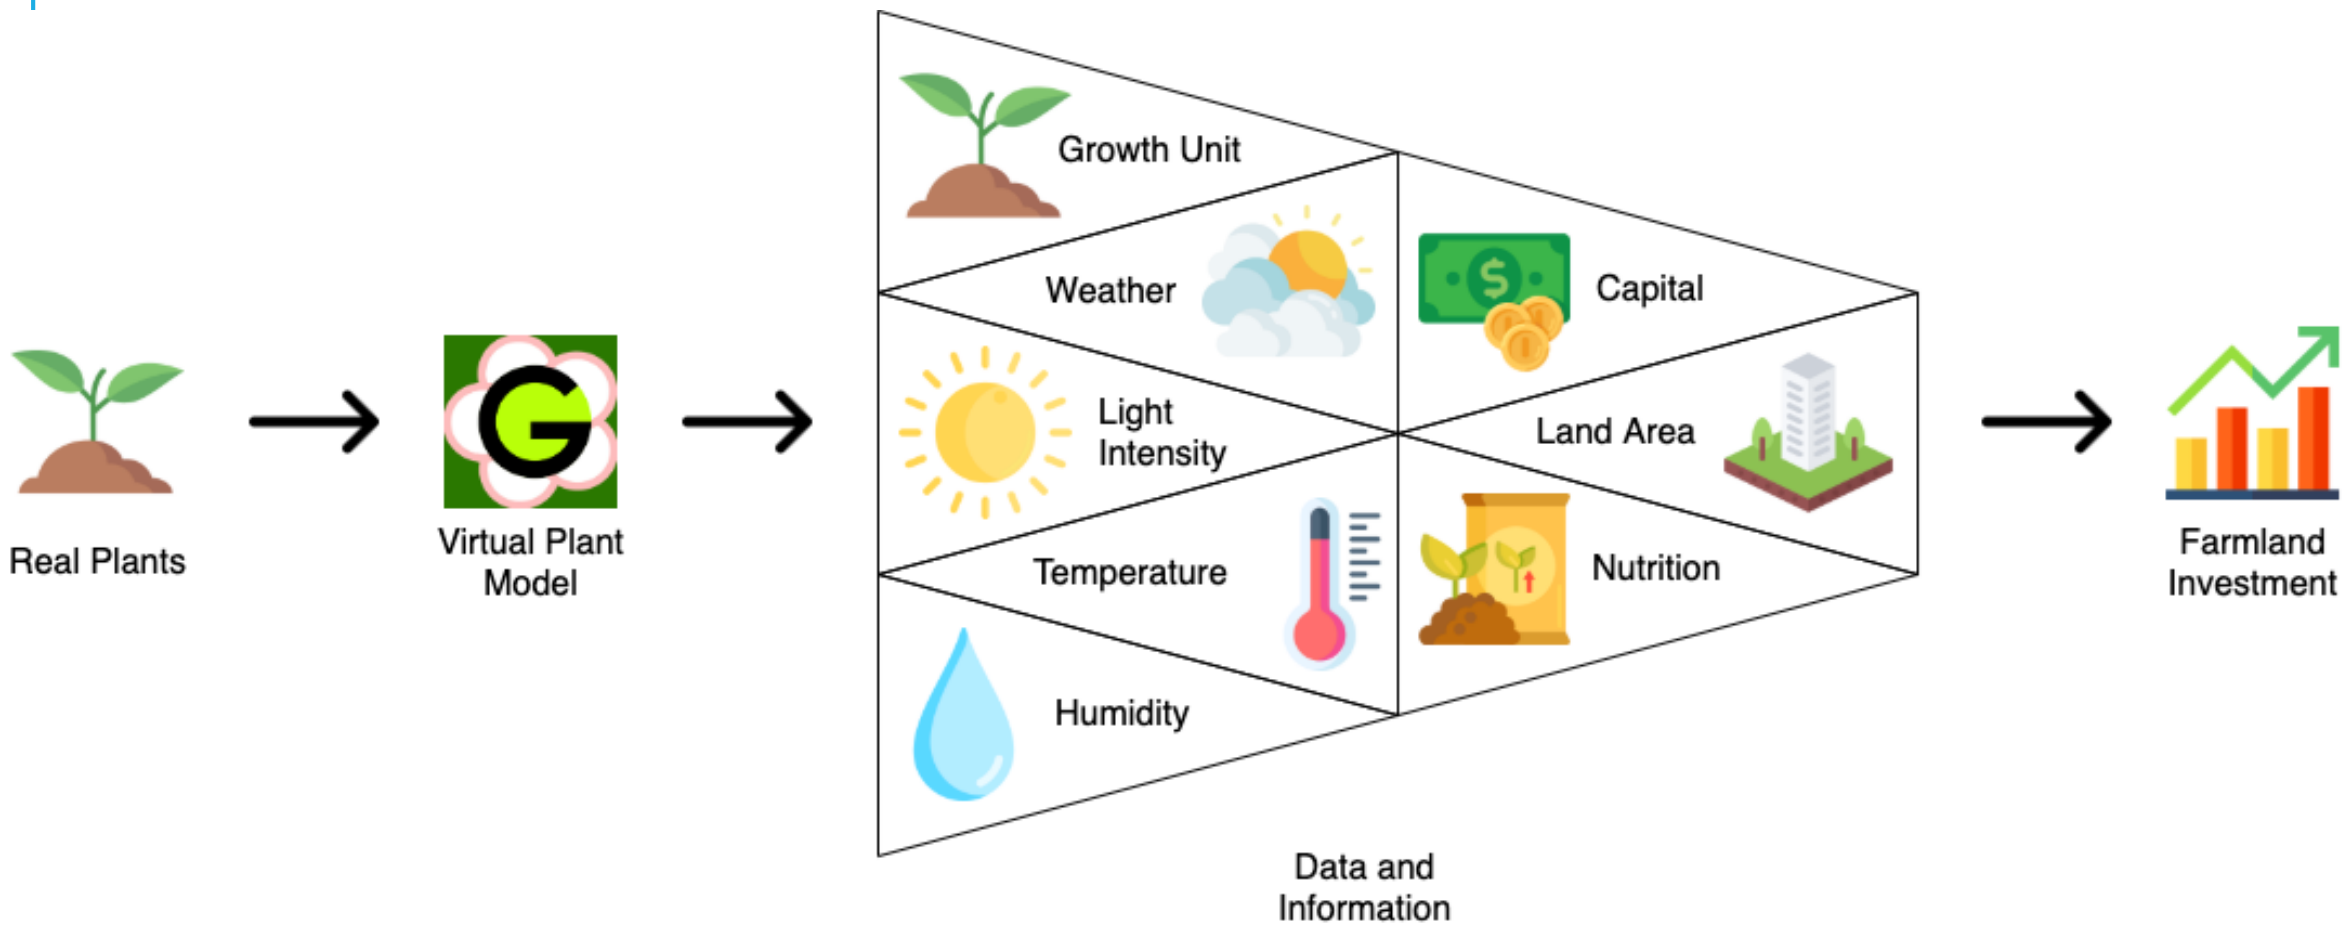 Real Plants
Virtual Plant
Model
Growth Unit
Weather
Light
Intensity
Temperature
Humidity
Capital
Land Area
Nutrition
Data and
Information
Farmland
Investment